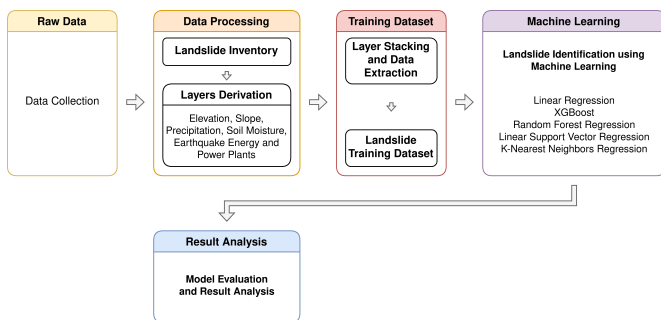 Raw Data
Data Collection
Data Processing
Landslide Inventory
Layers Derivation
Elevation, Slope,
Precipitation, Soil Moisture,
Earthquake Energy and
Power Plants
Training Dataset
Layer Stacking
and Data
Extraction
Landslide
Training Dataset
Machine Learning
Landslide Identification using
Machine Learning
Linear Regression
XGBoost
Random Forest Regression
Linear Support Vector Regression
K-Nearest Neighbors Regression
Result Analysis
Model Evaluation
and Result Analysis